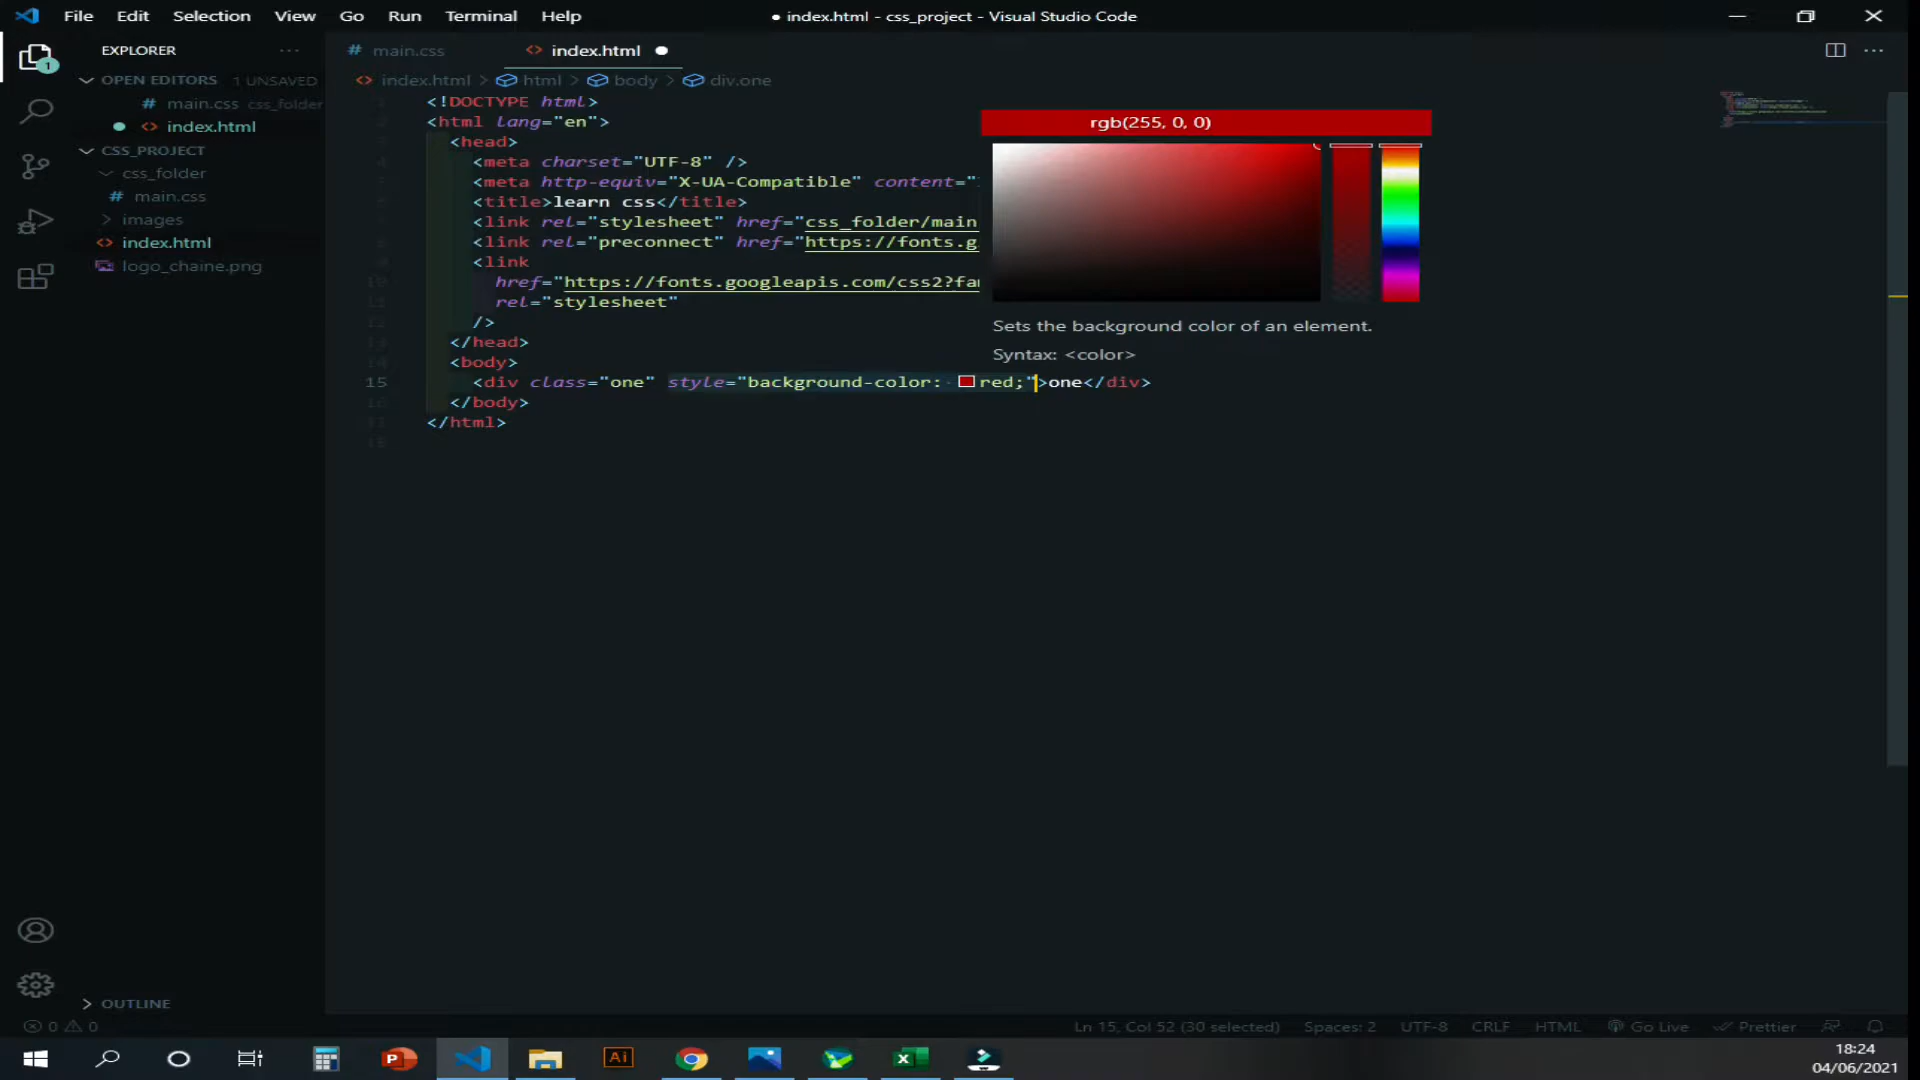 File Edit Selection View Go Run Terminal Help
● index.html - css_project - Visual Studio Code
EXPLORER
OPEN EDITORS 1 UNSAVED
# main.css css_folder
<> index.html
CSS_PROJECT
css_folder
# main.css
images
<> index.html
logo_chaine.png
OUTLINE
# main.css
<> index.html
<> index.html > html > body > div.one
<!DOCTYPE html>
<html lang="en">
<head>
<meta charset="UTF-8" />
<meta http-equiv="X-UA-Compatible" content="
<title>learn css</title>
<link rel="stylesheet" href="css_folder/main
<link rel="preconnect" href="https://fonts.g
<link
href="https://fonts.googleapis.com/css2?fa
rel="stylesheet"
/>
</head>
<body>
15 <div class="one" style="background-color: red;">one</div>
</body>
</html>
rgb(255, 0, 0)
Sets the background color of an element.
Syntax: <color>
0 0
Ln 15, Col 52 (30 selected) Spaces: 2 UTF-8 CRLF HTML Go Live Prettier
18:24
04/06/2021